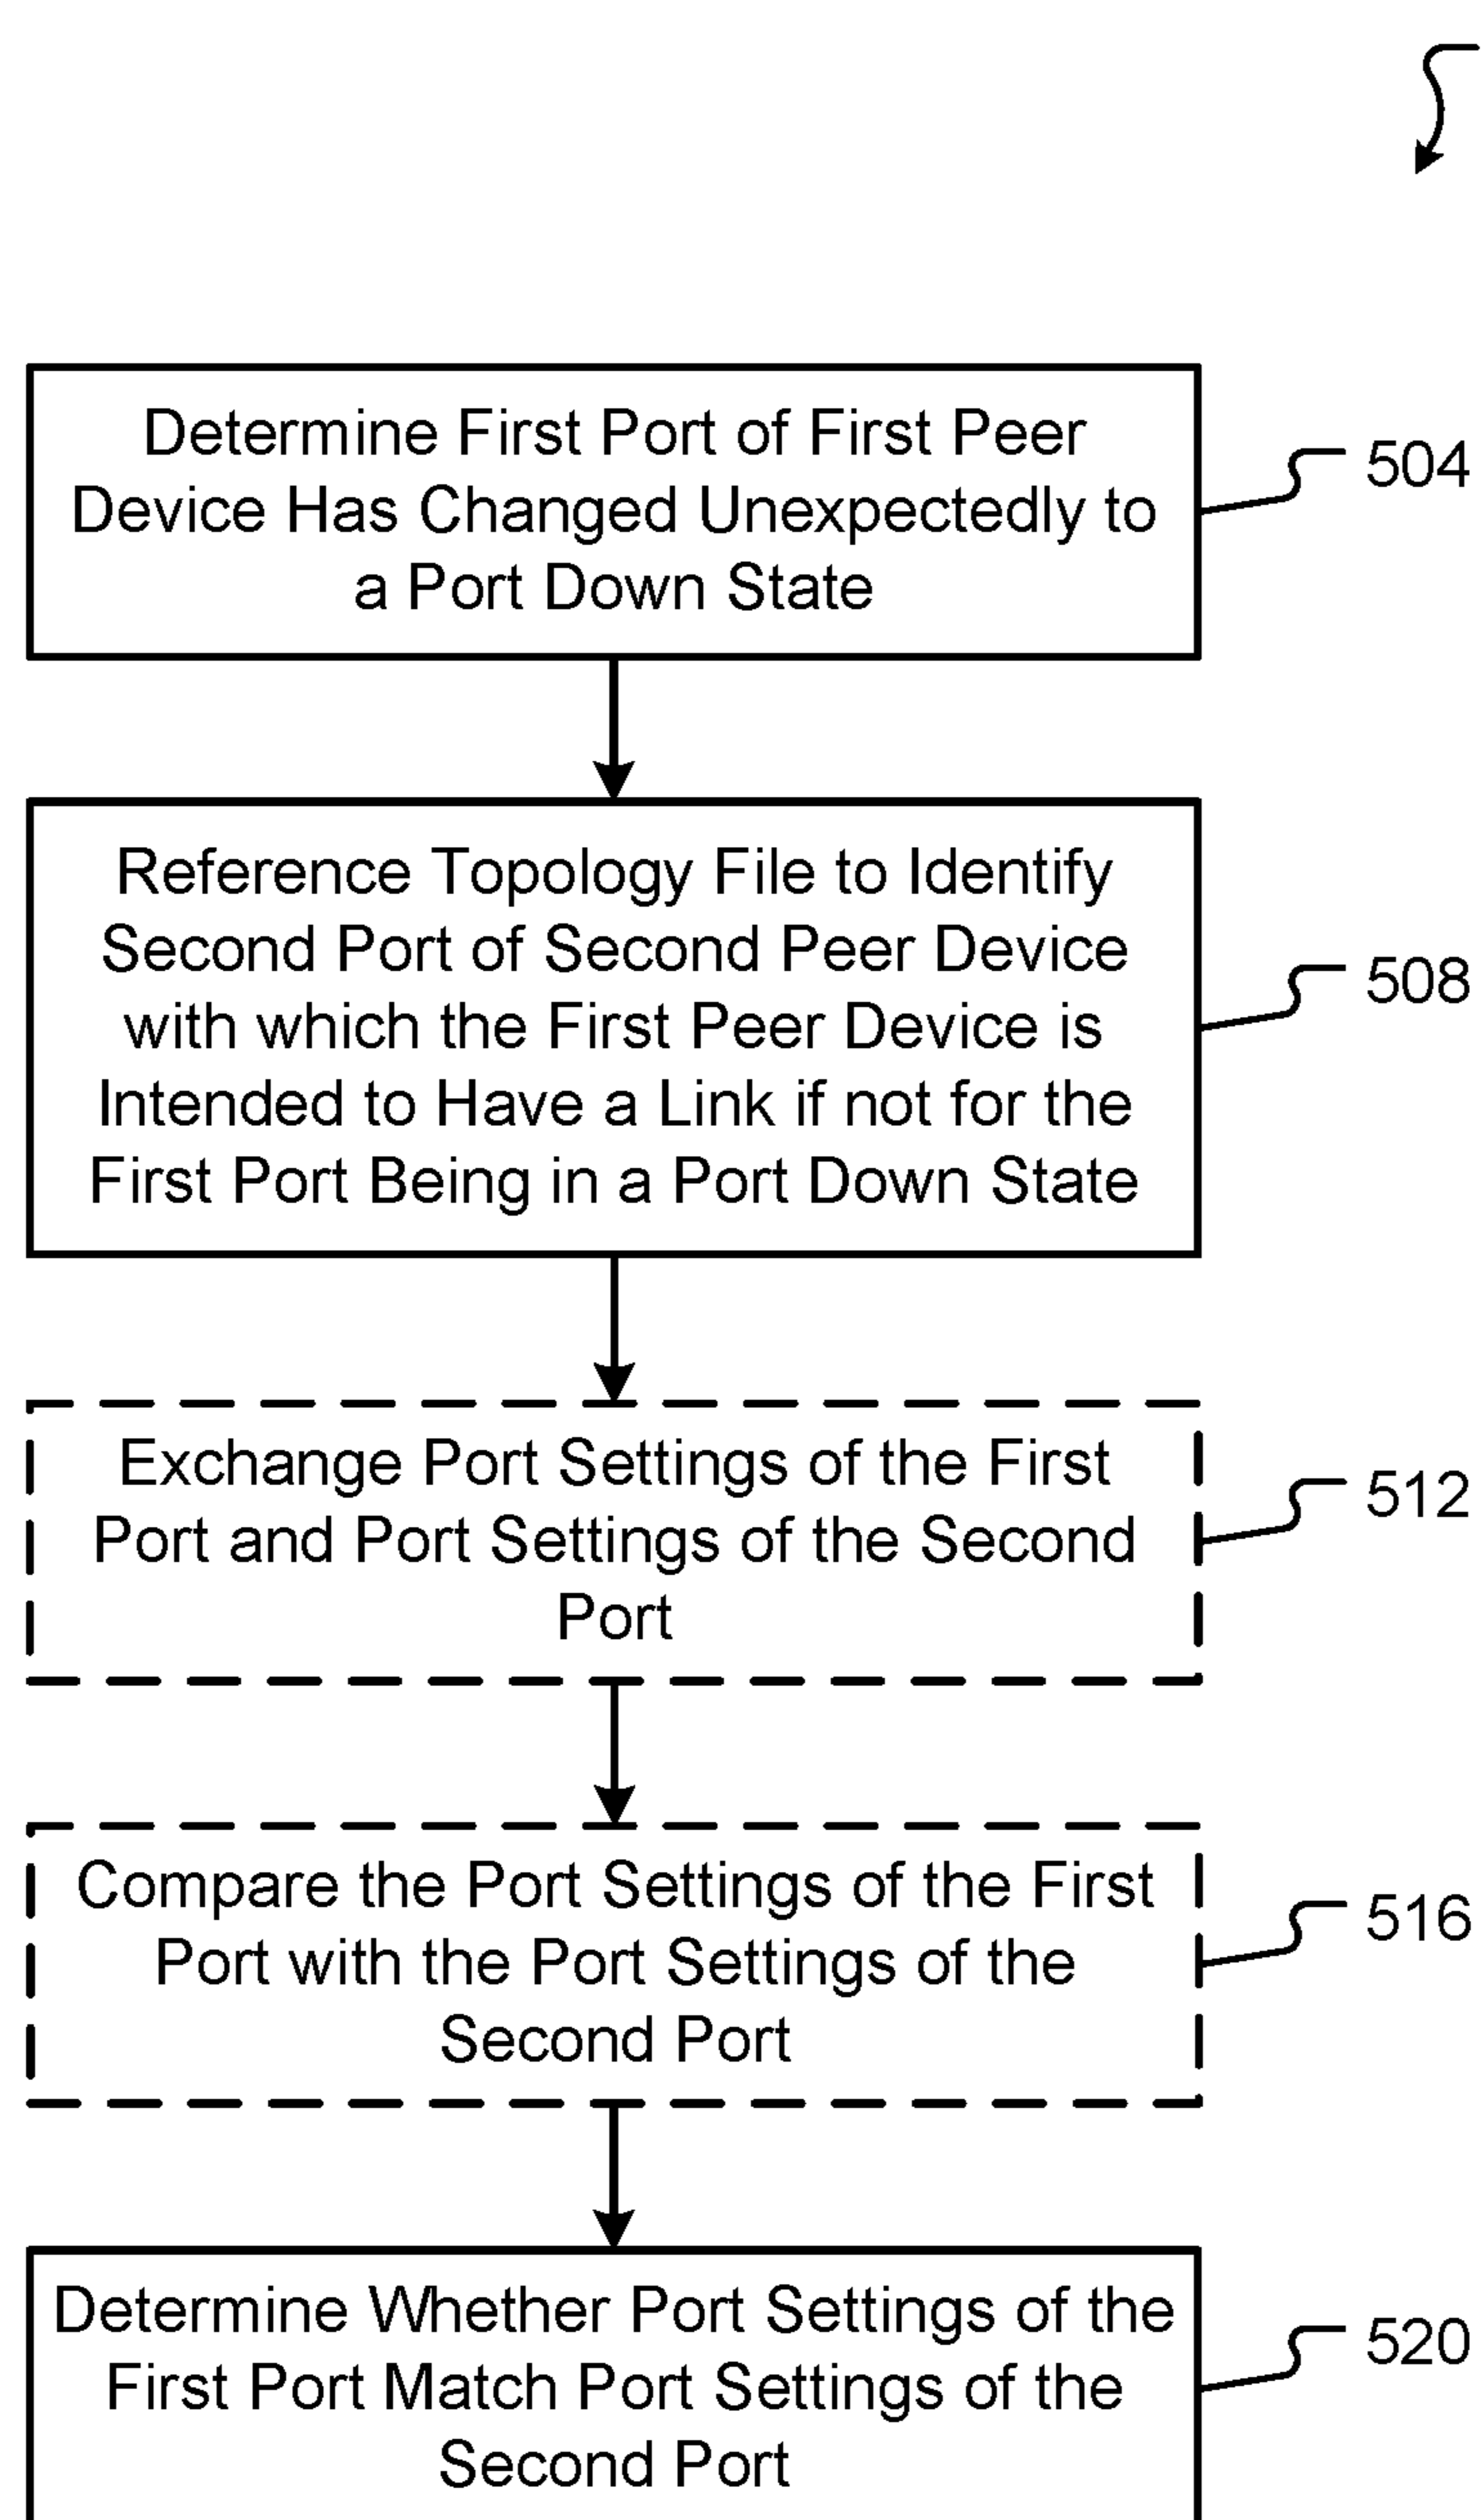 Determine First Port of First Peer
Device Has Changed Unexpectedly to
a Port Down State
504
Reference Topology File to Identify
Second Port of Second Peer Device
with which the First Peer Device is
Intended to Have a Link if not for the
First Port Being in a Port Down State
508
Exchange Port Settings of the First
Port and Port Settings of the Second
Port
512
Compare the Port Settings of the First
Port with the Port Settings of the
Second Port
516
Determine Whether Port Settings of the
First Port Match Port Settings of the
Second Port
520